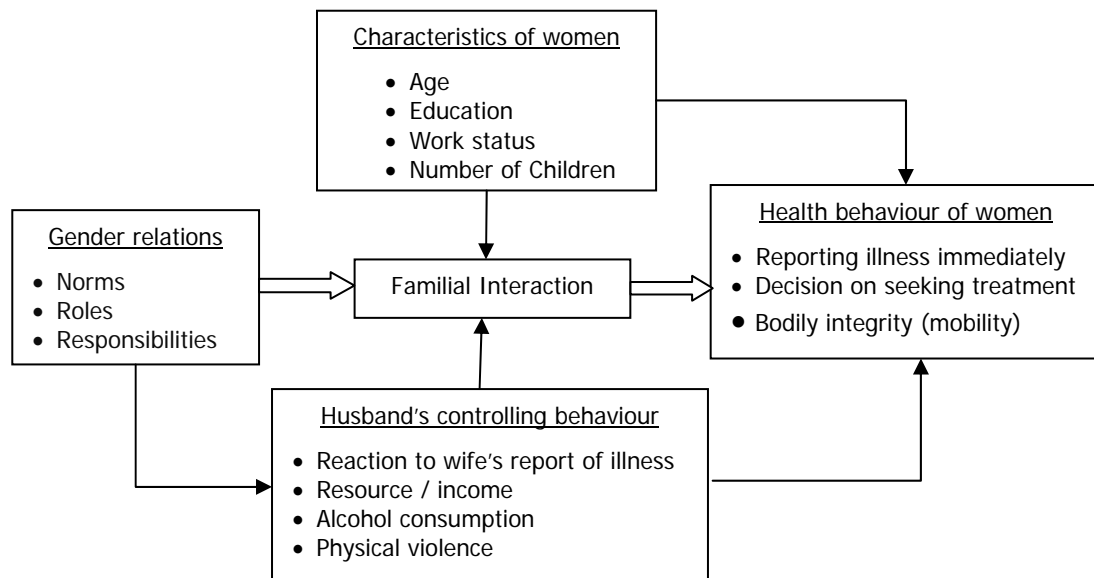 Characteristics of women
• Age
• Education
• Work status
• Number of Children
Gender relations
• Norms
• Roles
• Responsibilities
Familial Interaction
Health behaviour of women
• Reporting illness immediately
• Decision on seeking treatment
• Bodily integrity (mobility)
Husband's controlling behaviour
• Reaction to wife's report of illness
• Resource / income
• Alcohol consumption
• Physical violence